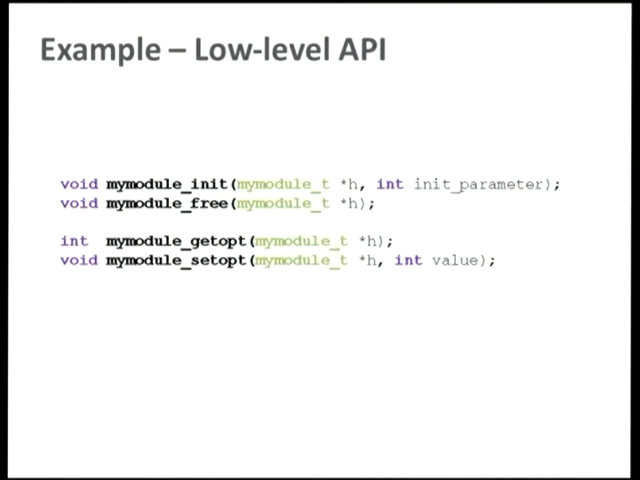 Example – Low-level API
void mymodule_init(mymodule_t *h, int init_parameter);
void mymodule_free(mymodule_t *h);
int mymodule_getopt(mymodule_t *h);
void mymodule_setopt(mymodule_t *h, int value);